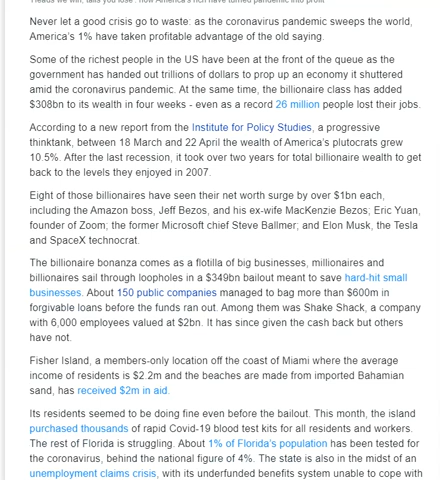 'Heads we win, tails you lose': how America's rich have turned pandemic into profit
Never let a good crisis go to waste: as the coronavirus pandemic sweeps the world,
America's 1% have taken profitable advantage of the old saying.
Some of the richest people in the US have been at the front of the queue as the
government has handed out trillions of dollars to prop up an economy it shuttered
amid the coronavirus pandemic. At the same time, the billionaire class has added
$308bn to its wealth in four weeks - even as a record 26 million people lost their jobs.
According to a new report from the Institute for Policy Studies, a progressive
thinktank, between 18 March and 22 April the wealth of America's plutocrats grew
10.5%. After the last recession, it took over two years for total billionaire wealth to get
back to the levels they enjoyed in 2007.
Eight of those billionaires have seen their net worth surge by over $1bn each,
including the Amazon boss, Jeff Bezos, and his ex-wife MacKenzie Bezos; Eric Yuan,
founder of Zoom; the former Microsoft chief Steve Ballmer; and Elon Musk, the Tesla
and SpaceX technocrat.
The billionaire bonanza comes as a flotilla of big businesses, millionaires and
billionaires sail through loopholes in a $349bn bailout meant to save hard-hit small
businesses. About 150 public companies managed to bag more than $600m in
forgivable loans before the funds ran out. Among them was Shake Shack, a company
with 6,000 employees valued at $2bn. It has since given the cash back but others
have not.
Fisher Island, a members-only location off the coast of Miami where the average
income of residents is $2.2m and the beaches are made from imported Bahamian
sand, has received $2m in aid.
Its residents seemed to be doing fine even before the bailout. This month, the island
purchased thousands of rapid Covid-19 blood test kits for all residents and workers.
The rest of Florida is struggling. About 1% of Florida's population has been tested for
the coronavirus, behind the national figure of 4%. The state is also in the midst of an
unemployment claims crisis, with its underfunded benefits system unable to cope with